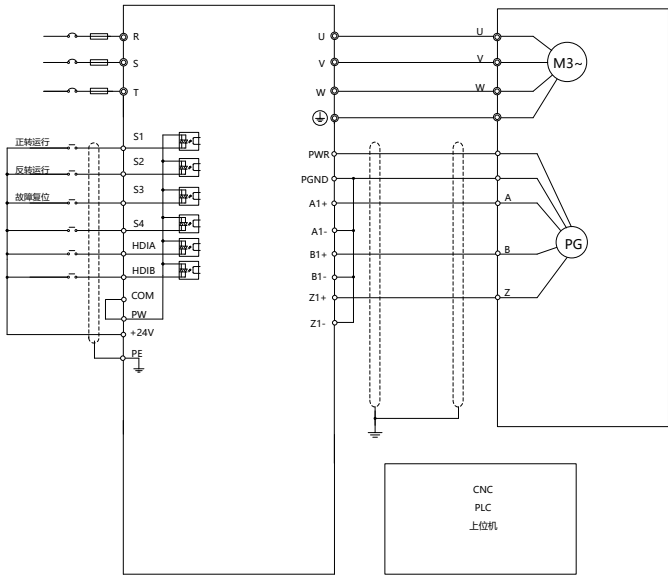 R
S
T
正转运行
S1
反转运行
S2
故障复位
S3
S4
HDIA
HDIB
COM
PW
+24V
PE
U
V
W
PWR
PGND
A1+
A1-
B1+
B1-
Z1+
Z1-
U
V
W
M3~
A
B
Z
PG
CNC
PLC
上位机